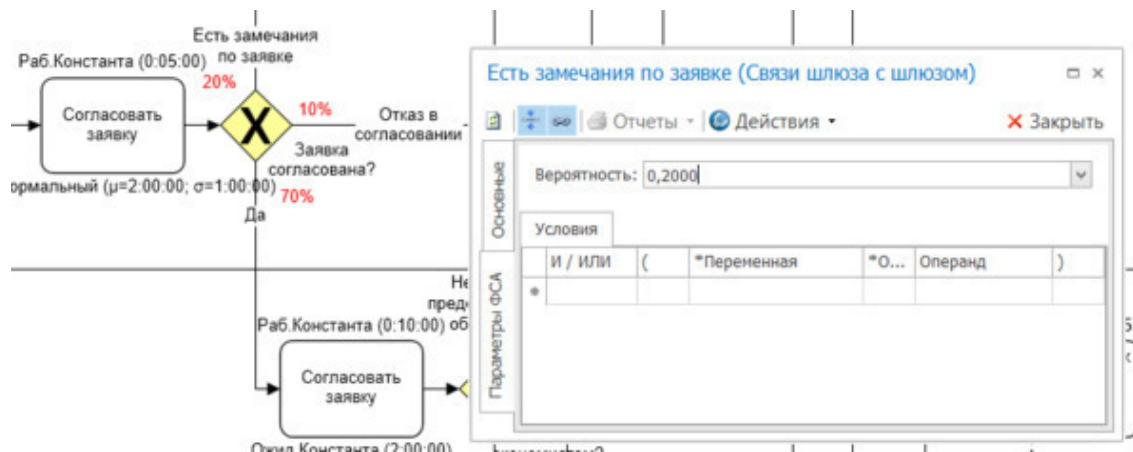 Есть замечания
по заявке
Раб.Константа (0:05:00)
20%
Согласовать
заявку
10%
Отказ в
согласовании
Заявка
согласована?
ормальный (μ=2:00:00; σ=1:00:00)
70%
Да
Раб.Константа (0:10:00)
Согласовать
заявку
Ожид.Константа (2:00:00)
Есть замечания по заявке (Связи шлюза с шлюзом)
Отчеты
Действия
Закрыть
Основные
Параметры ФСА
Вероятность: 0,2000
Условия
И / ИЛИ ( *Переменная *О... Операнд )